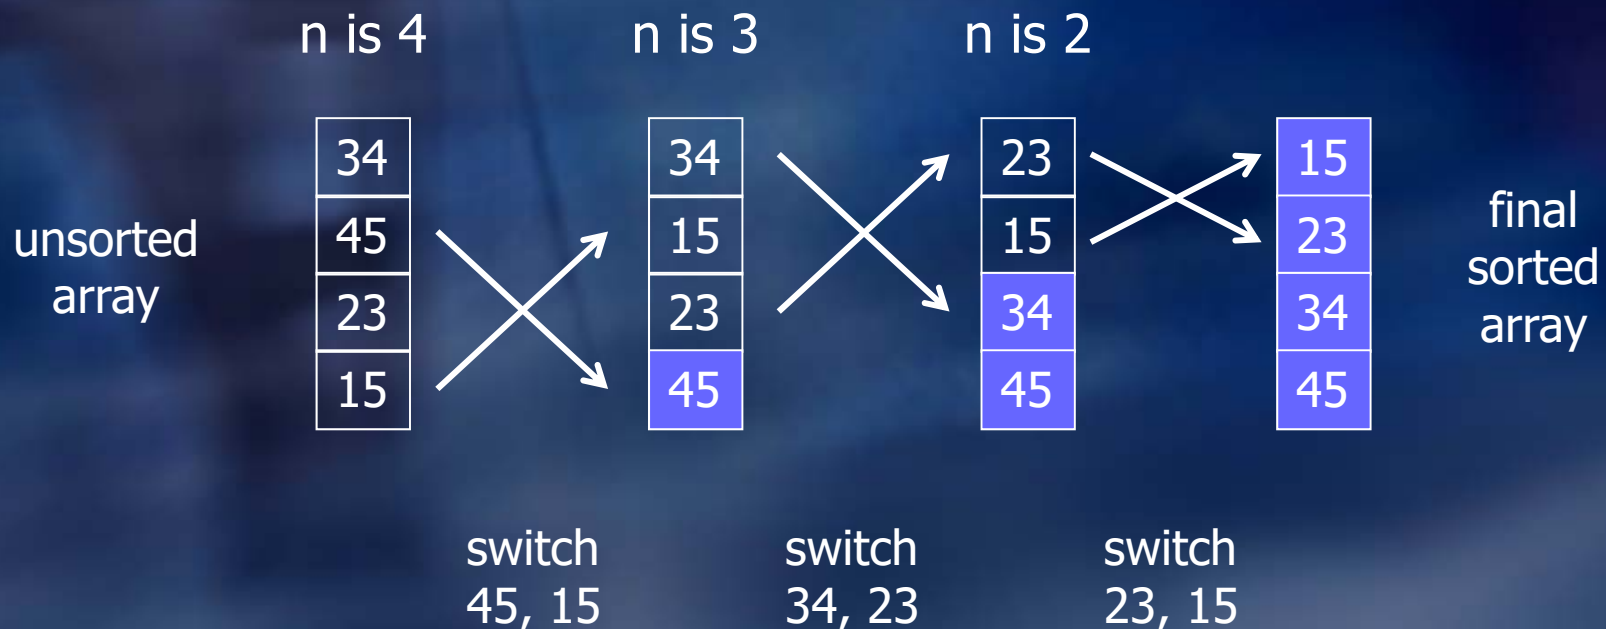 n is 4
n is 3
n is 2
unsorted
array
34
45
23
15
34
15
23
45
23
15
34
45
15
23
34
45
final
sorted
array
switch
45, 15
switch
34, 23
switch
23, 15